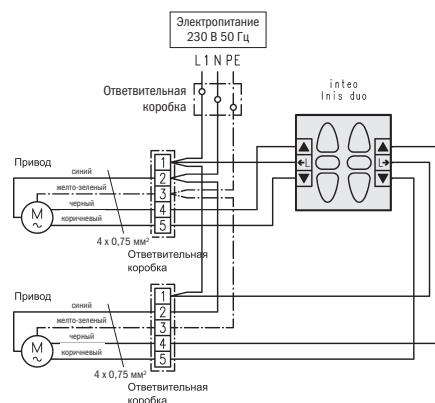 Электропитание
230 В 50 Гц
L1 N PE
Ответвительная
коробка
inteo
Inis duo
▲
▲
←L
L→
▼
▼
Привод
синий
желто-зеленый
черный
коричневый
M
~
4 x 0,75 мм²
1
2
3
4
5
Ответвительная
коробка
Привод
синий
желто-зеленый
черный
коричневый
M
~
4 x 0,75 мм²
1
2
3
4
5
Ответвительная
коробка